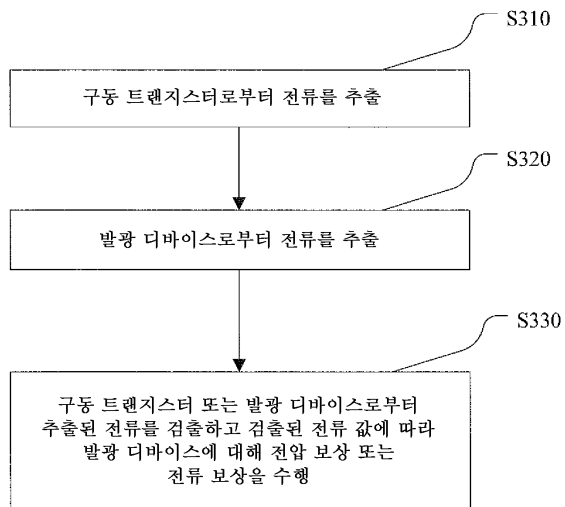 S310
구동 트랜지스터로부터 전류를 추출
S320
발광 디바이스로부터 전류를 추출
S330
구동 트랜지스터 또는 발광 디바이스로부터
추출된 전류를 검출하고 검출된 전류 값에 따라
발광 디바이스에 대해 전압 보상 또는
전류 보상을 수행